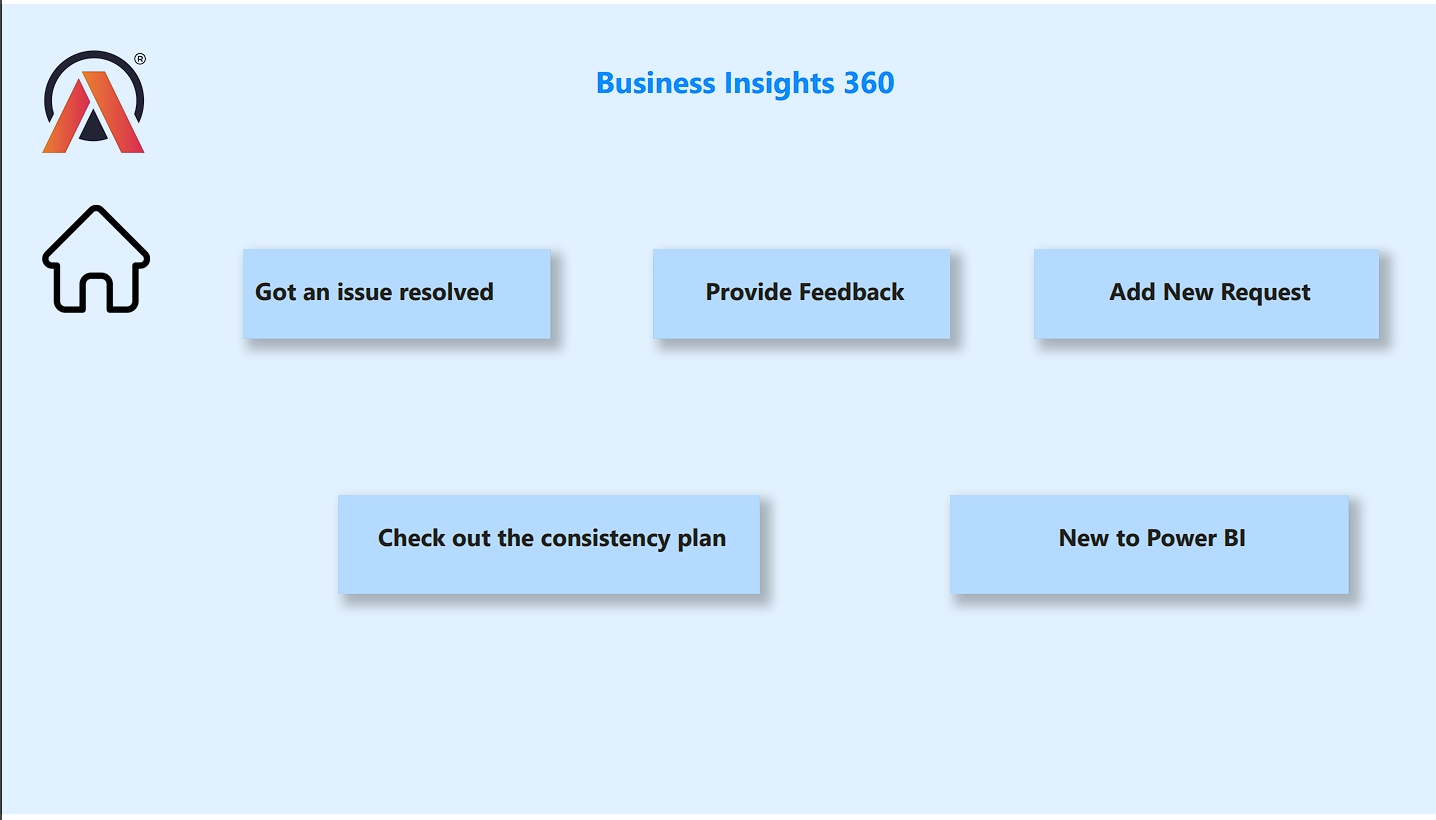 ®
Business Insights 360
Got an issue resolved
Provide Feedback
Add New Request
Check out the consistency plan
New to Power BI